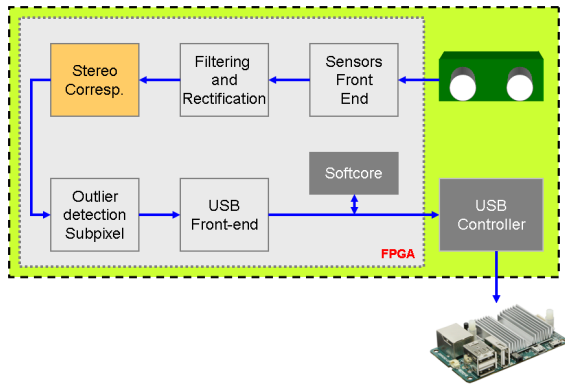 Stereo
Corresp.
Filtering
and
Rectification
Sensors
Front
End
Softcore
Outlier
detection
Subpixel
USB
Front-end
USB
Controller
FPGA